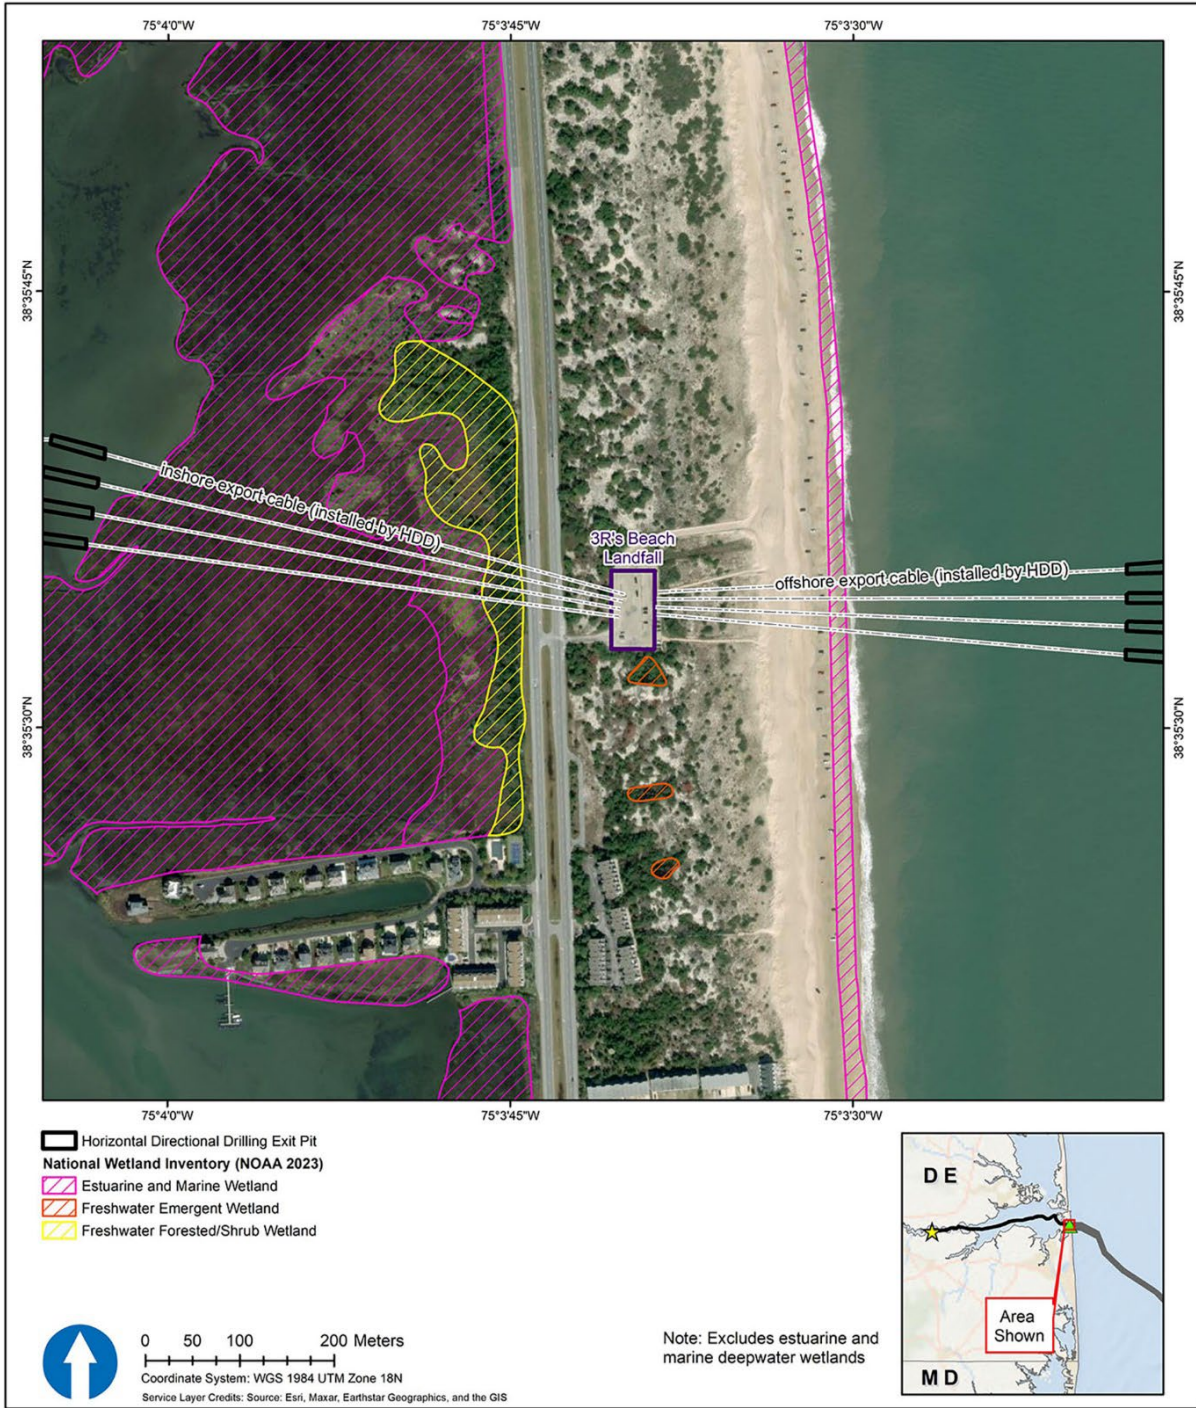 75°4'0"W
75°3'45"W
75°3'30"W
38°35'45"N
38°35'45"N
inshore export cable (installed by HDD)
3R's Beach
Landfall
offshore export cable (installed by HDD)
38°35'30"N
38°35'30"N
75°4'0"W
75°3'45"W
75°3'30"W
Horizontal Directional Drilling Exit Pit
National Wetland Inventory (NOAA 2023)
Estuarine and Marine Wetland
Freshwater Emergent Wetland
Freshwater Forested/Shrub Wetland
0 50 100 200 Meters
Coordinate System: WGS 1984 UTM Zone 18N
Service Layer Credits: Source: Esri, Maxar, Earthstar Geographics, and the GIS
Note: Excludes estuarine and
marine deepwater wetlands
D E
Area
Shown
M D